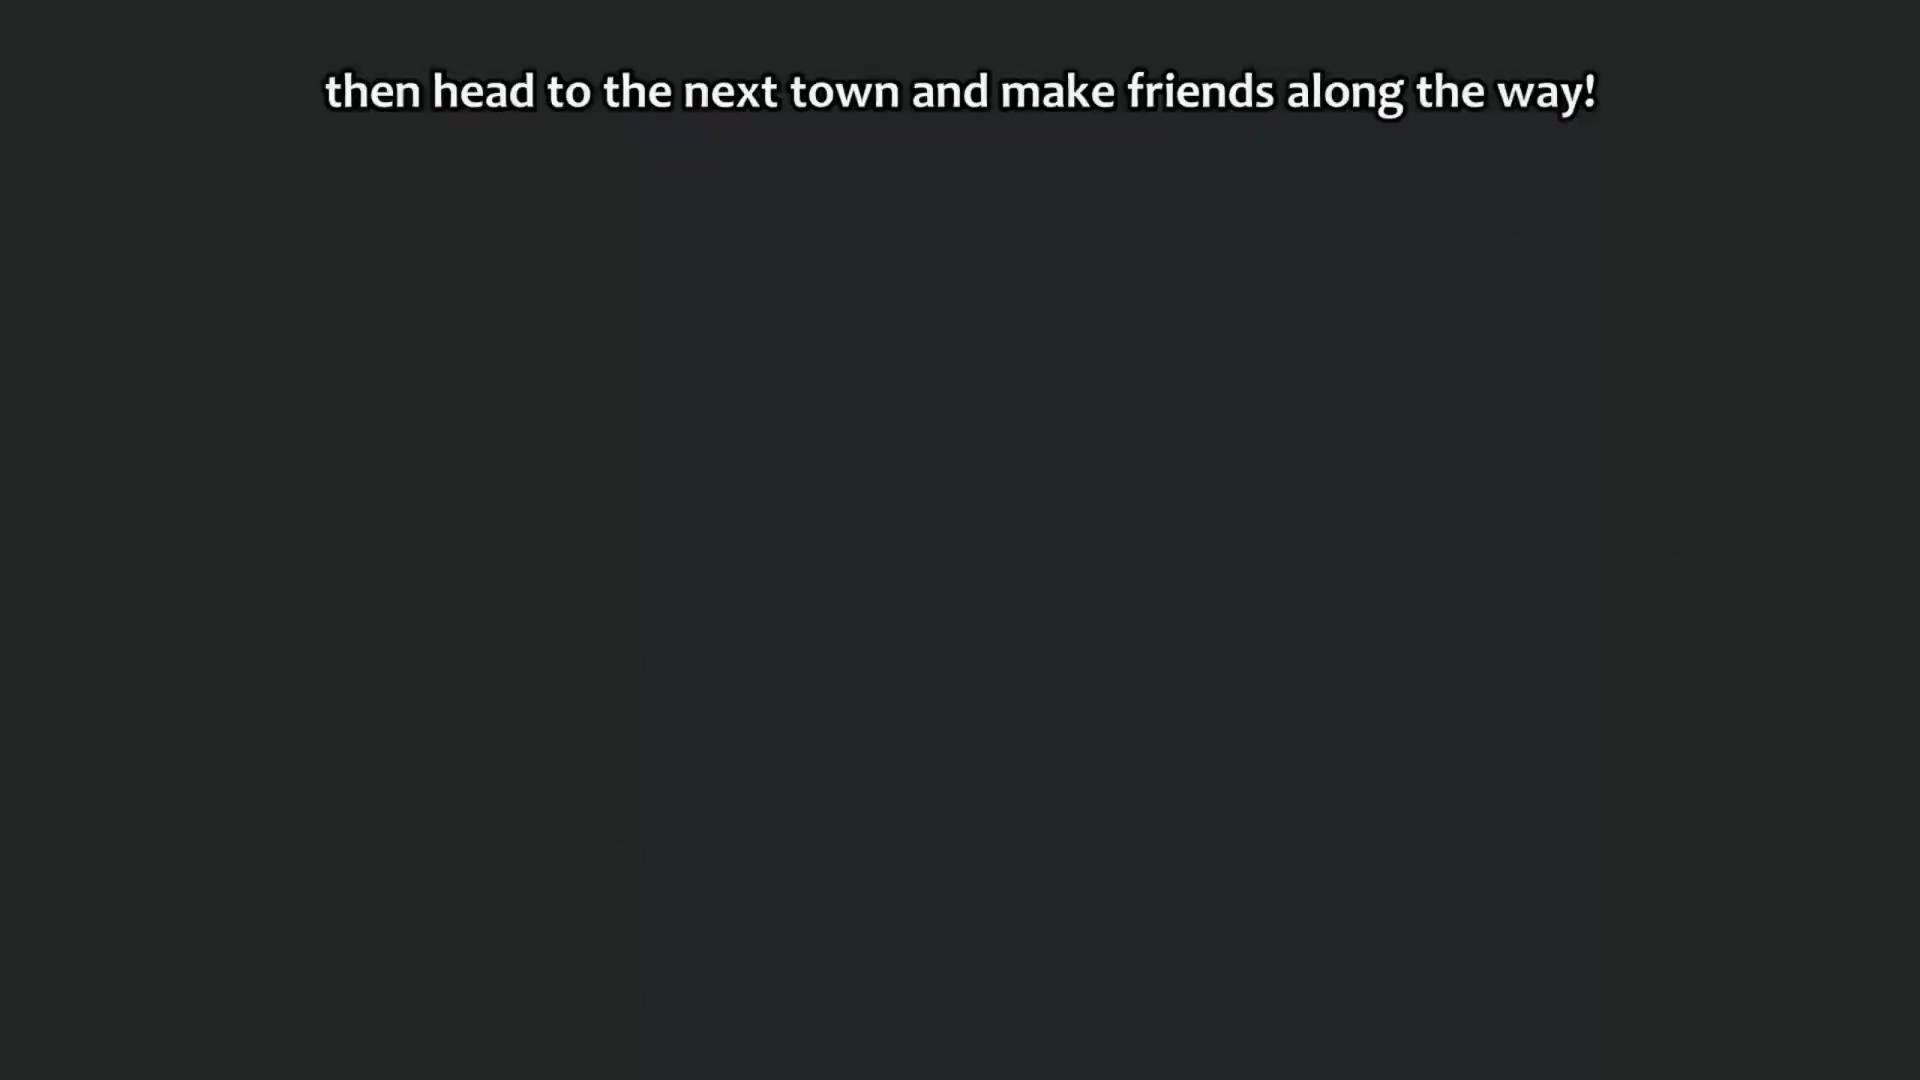 then head to the next town and make friends along the way!